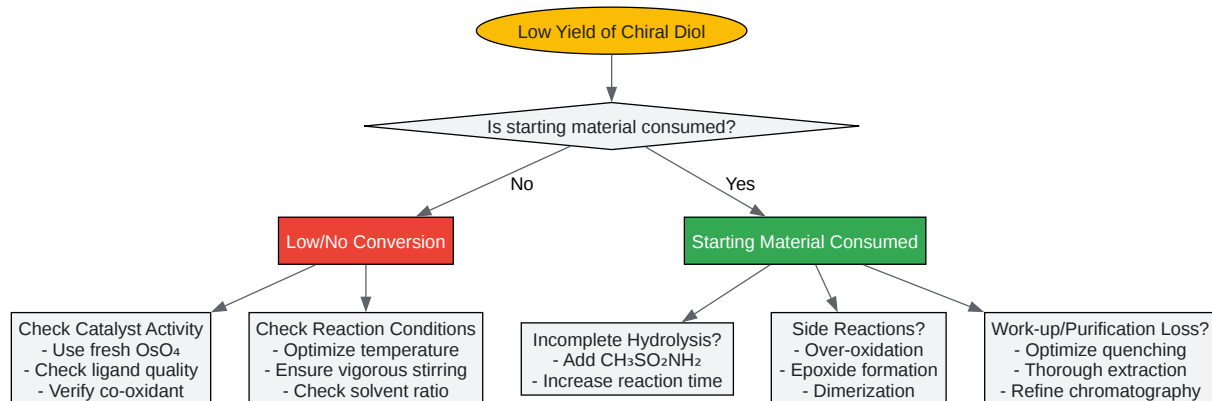 Low Yield of Chiral Diol
Is starting material consumed?
No
Yes
Low/No Conversion
Starting Material Consumed
Check Catalyst Activity
- Use fresh OsO₄
- Check ligand quality
- Verify co-oxidant
Check Reaction Conditions
- Optimize temperature
- Ensure vigorous stirring
- Check solvent ratio
Incomplete Hydrolysis?
- Add CH₃SO₂NH₂
- Increase reaction time
Side Reactions?
- Over-oxidation
- Epoxide formation
- Dimerization
Work-up/Purification Loss?
- Optimize quenching
- Thorough extraction
- Refine chromatography